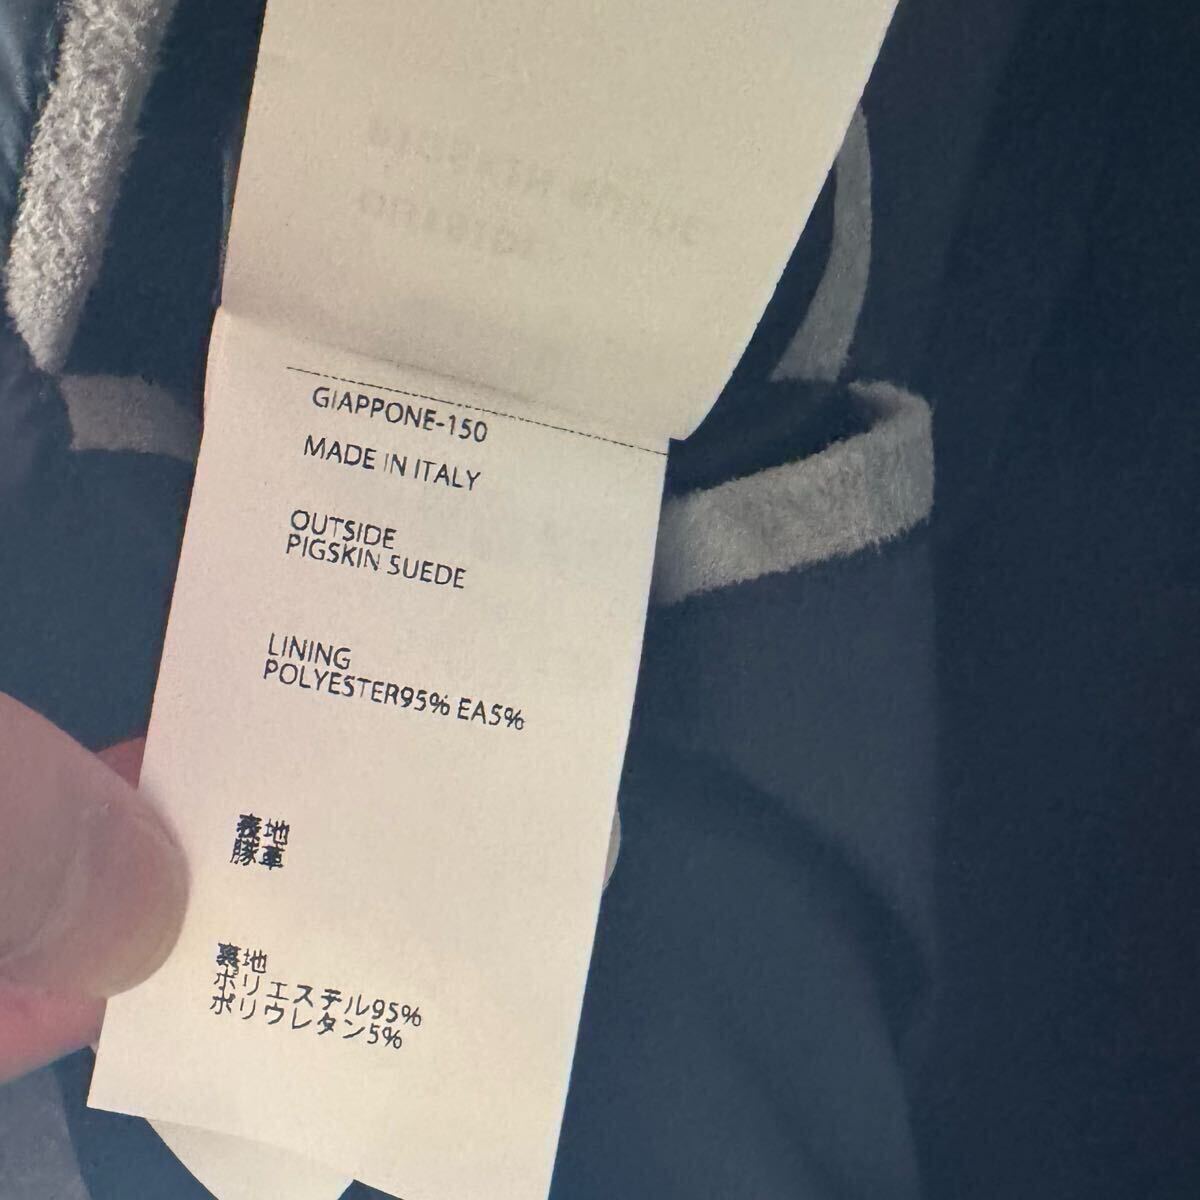 GIAPPONE-150
MADE IN ITALY
OUTSIDE
PIGSKIN SUEDE
LINING
POLYESTER95% EA5%
表地
豚革
裏地
ポリエステル95%
ポリウレタン5%